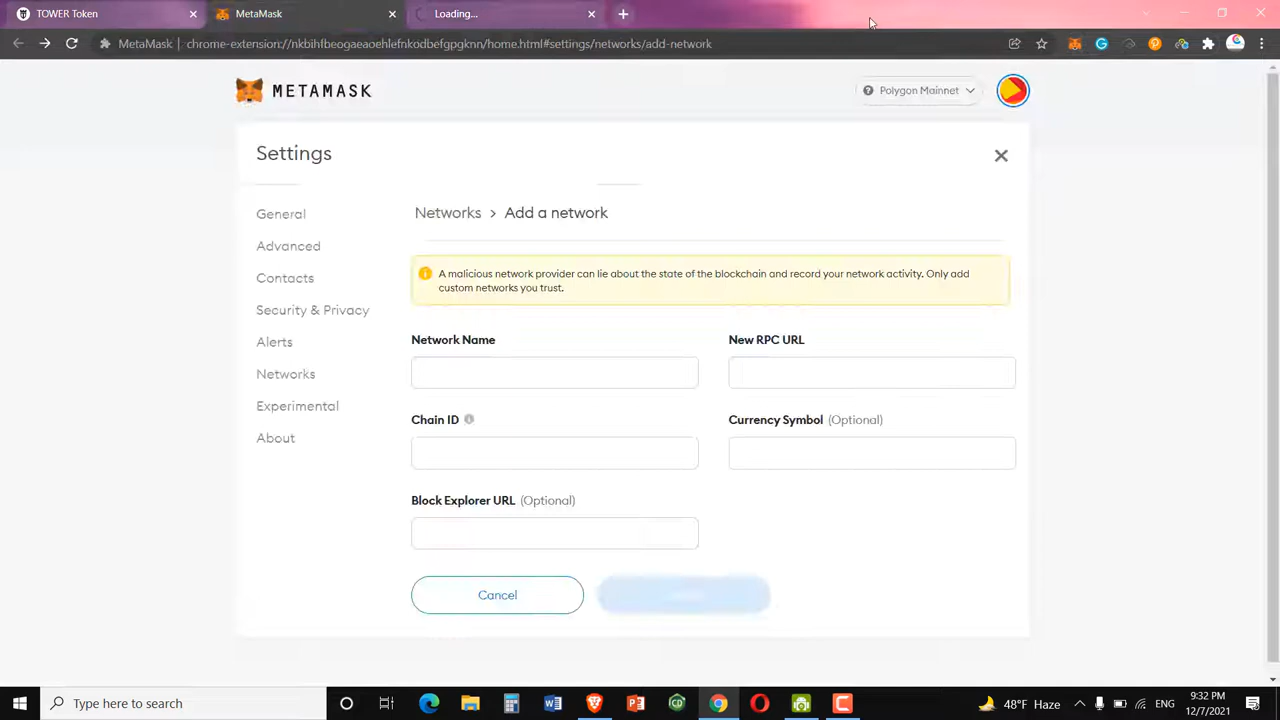 TOWER Token
MetaMask
Loading...
MetaMask | chrome-extension://nkbihfbeogaeaoehlefnkodbefgpgknn/home.html#settings/networks/add-network
METAMASK
Polygon Mainnet
Settings
General
Advanced
Contacts
Security & Privacy
Alerts
Networks
Experimental
About
Networks > Add a network
A malicious network provider can lie about the state of the blockchain and record your network activity. Only add
custom networks you trust.
Network Name
New RPC URL
Chain ID
Currency Symbol (Optional)
Block Explorer URL (Optional)
Cancel
Type here to search
48°F Haze
ENG
9:32 PM
12/7/2021